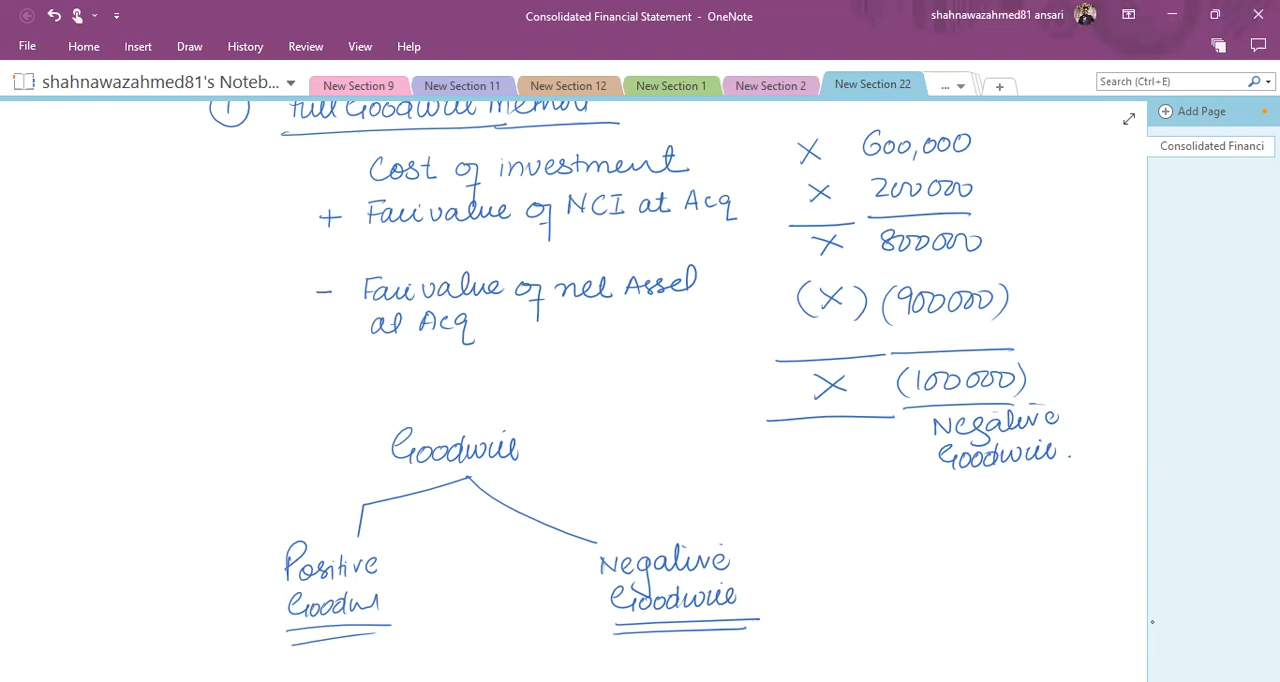 Consolidated Financial Statement - OneNote
shahnawazahmed81 ansari
File Home Insert Draw History Review View Help
shahnawazahmed81's Noteb...
New Section 9 New Section 11 New Section 12 New Section 1 New Section 2 New Section 22 ...
Search (Ctrl+E)
Add Page
Consolidated Financi
1 Full Goodwill Method
Cost of investment X 600,000
+ Fair value of NCI at Acq X 200000
X 800000
- Fair value of net Asset (X) (900000)
at Acq
X (100000)
Negative
Goodwill.
Goodwill
Positive Negative
Goodwill Goodwill